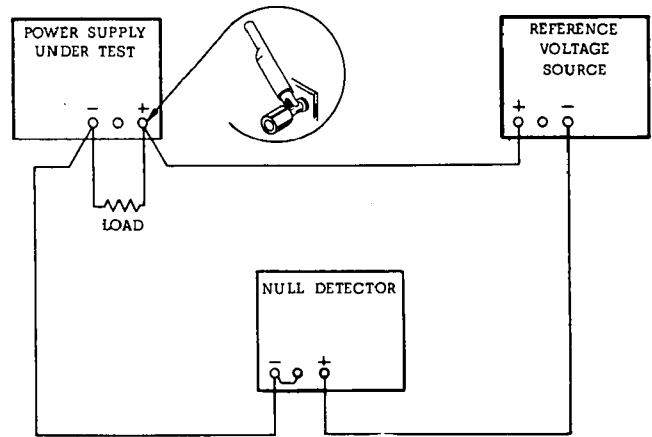 POWER SUPPLY
UNDER TEST
− +
LOAD
REFERENCE
VOLTAGE
SOURCE
+ −
NULL DETECTOR
− +